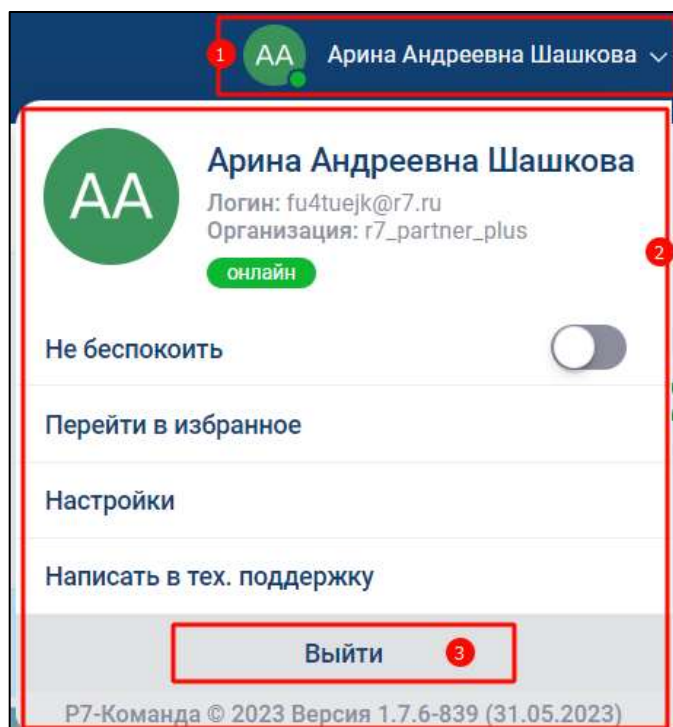 1 АА Арина Андреевна Шашкова
АА
Арина Андреевна Шашкова
Логин: fu4tuejk@r7.ru
Организация: r7_partner_plus
2
онлайн
Не беспокоить
Перейти в избранное
Настройки
Написать в тех. поддержку
Выйти 3
Р7-Команда © 2023 Версия 1.7.6-839 (31.05.2023)